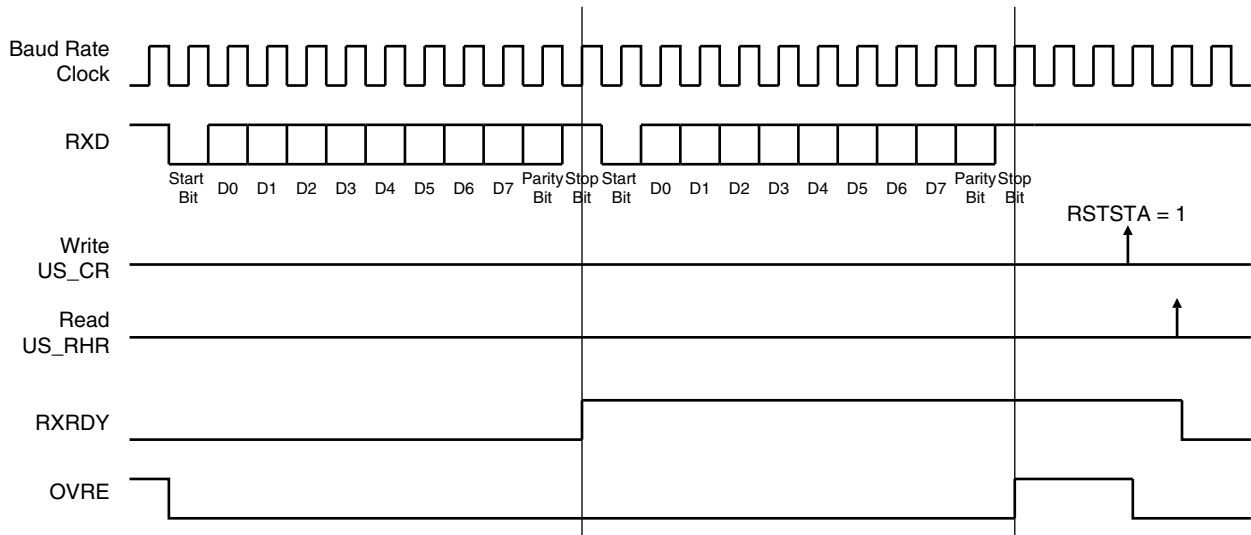 Baud Rate
Clock
RXD
Start
Bit
D0
D1
D2
D3
D4
D5
D6
D7
Parity
Bit
Stop
Bit
Start
Bit
D0
D1
D2
D3
D4
D5
D6
D7
Parity
Bit
Stop
Bit
RSTSTA = 1
Write
US_CR
Read
US_RHR
RXRDY
OVRE